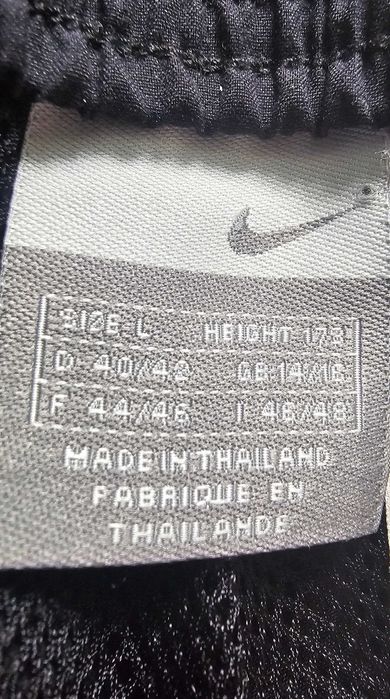 SIZE L HEIGHT 173
D 40/42 GB 14/16
F 44/46 I 46/48
MADE IN THAILAND
FABRIQUE EN
THAILANDE